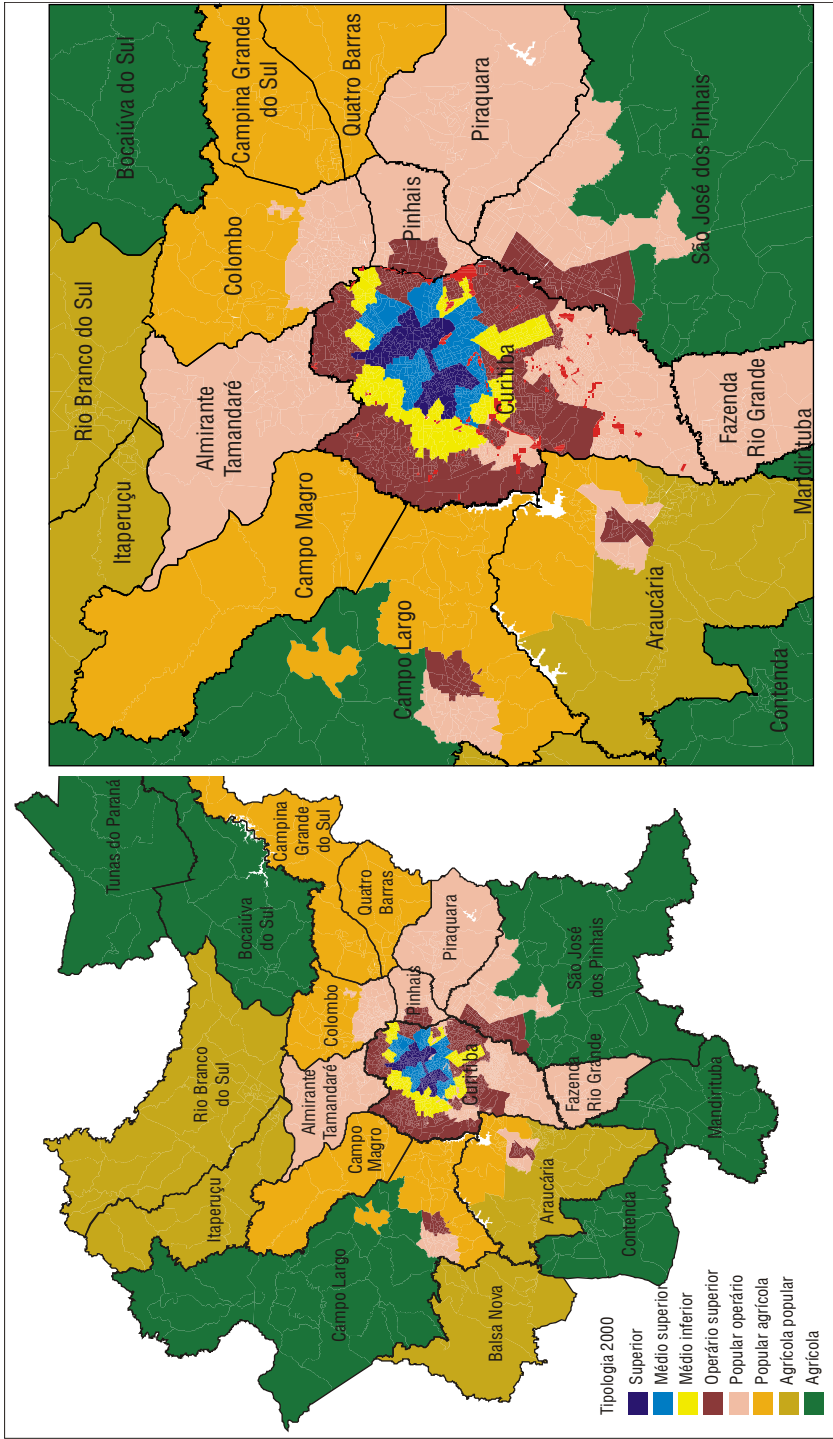 Tunas do Paraná
Bocaiúva
do Sul
Rio Branco
do Sul
Campina
Grande
do Sul
Quatro
Barras
Colombo
Almirante
Tamandaré
Itaperuçu
Campo
Magro
Piraquara
Pinhais
Curitiba
São José
dos Pinhais
Fazenda
Rio Grande
Mandirituba
Campo Largo
Araucária
Contenda
Balsa Nova
Tipologia 2000
Superior
Médio superior
Médio inferior
Operário superior
Popular operário
Popular agrícola
Agrícola popular
Agrícola
Bocaiúva do Sul
Rio Branco do Sul
Campina Grande
do Sul
Quatro Barras
Colombo
Almirante
Tamandaré
Itaperuçu
Campo Magro
Piraquara
Pinhais
Curitiba
São José dos Pinhais
Campo Largo
Araucária
Fazenda
Rio Grande
Mandirituba
Contenda